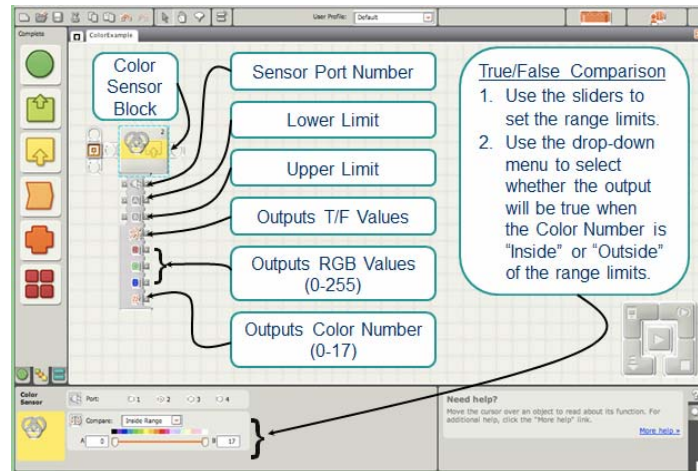 User Profile: Default
Complete
ColorExample
Color
Sensor
Block
2
Sensor Port Number
Lower Limit
Upper Limit
Outputs T/F Values
Outputs RGB Values
(0-255)
Outputs Color Number
(0-17)
True/False Comparison
1. Use the sliders to
set the range limits.
2. Use the drop-down
menu to select
whether the output
will be true when
the Color Number is
“Inside” or “Outside”
of the range limits.
Color
Sensor
Port: 1 2 3 4
Compare: Inside Range
A 0 B 17
}
Need help?
Move the cursor over an object to read about its function. For
additional help, click the "More help" link.
More help »